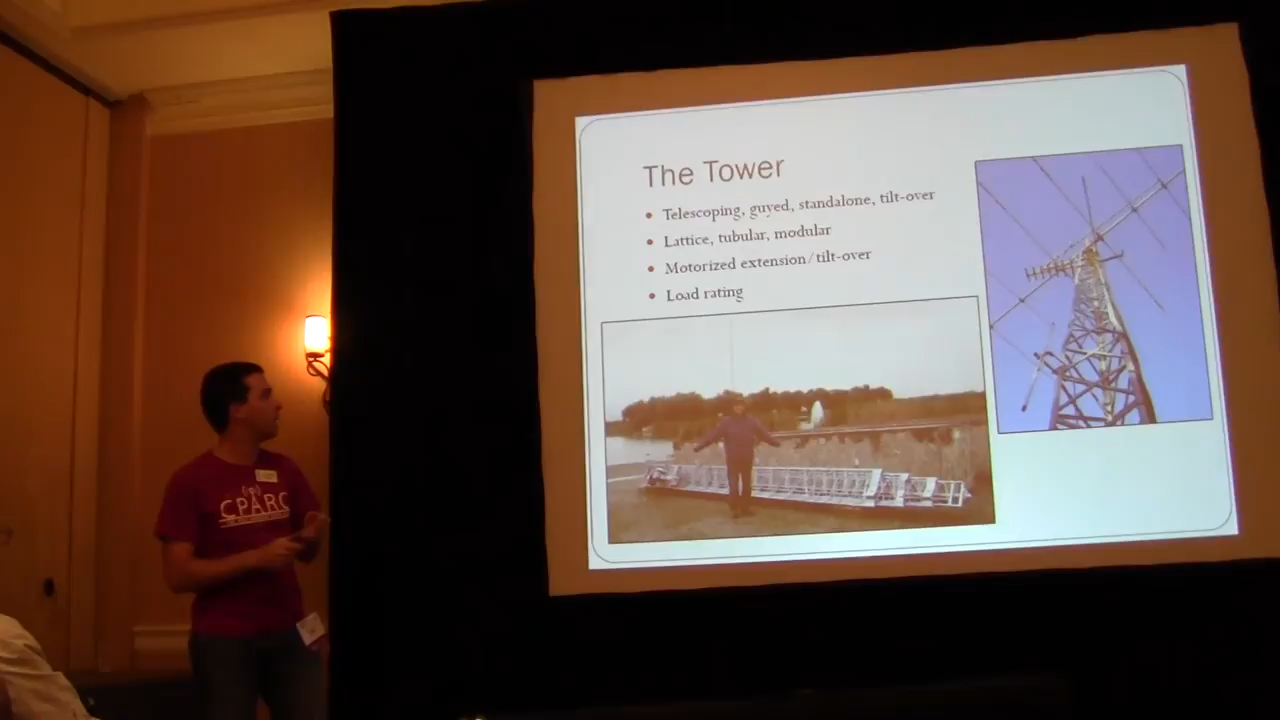 The Tower
• Telescoping, guyed, standalone, tilt-over
• Lattice, tubular, modular
• Motorized extension/tilt-over
• Load rating
CPARC